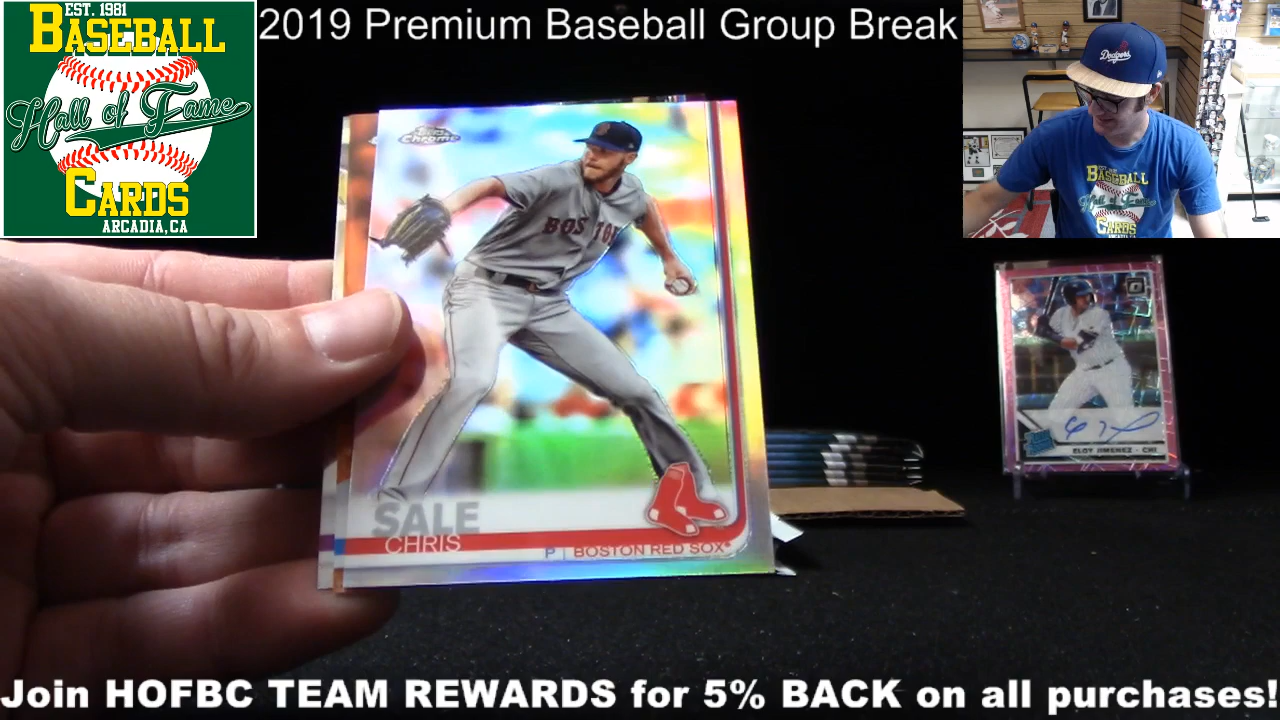 EST. 1981
BASEBALL
Hall of Fame
CARDS
ARCADIA, CA
2019 Premium Baseball Group Break
Dodgers
BASEBALL
Hall of Fame
CARDS
Topps
Chrome
BOSTON
SALE
CHRIS
P | BOSTON RED SOX
ELOY JIMENEZ - CHI
Join HOFBC TEAM REWARDS for 5% BACK on all purchases!